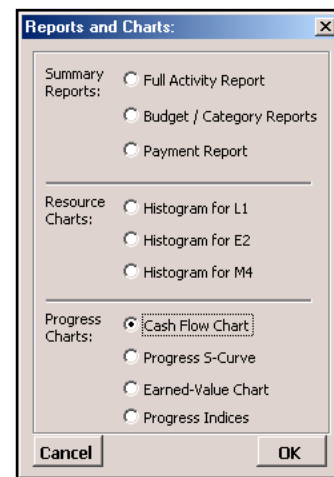 Reports and Charts:
Summary Reports:
Full Activity Report
Budget / Category Reports
Payment Report
Resource Charts:
Histogram for L1
Histogram for E2
Histogram for M4
Progress Charts:
Cash Flow Chart
Progress S-Curve
Earned-Value Chart
Progress Indices
Cancel
OK